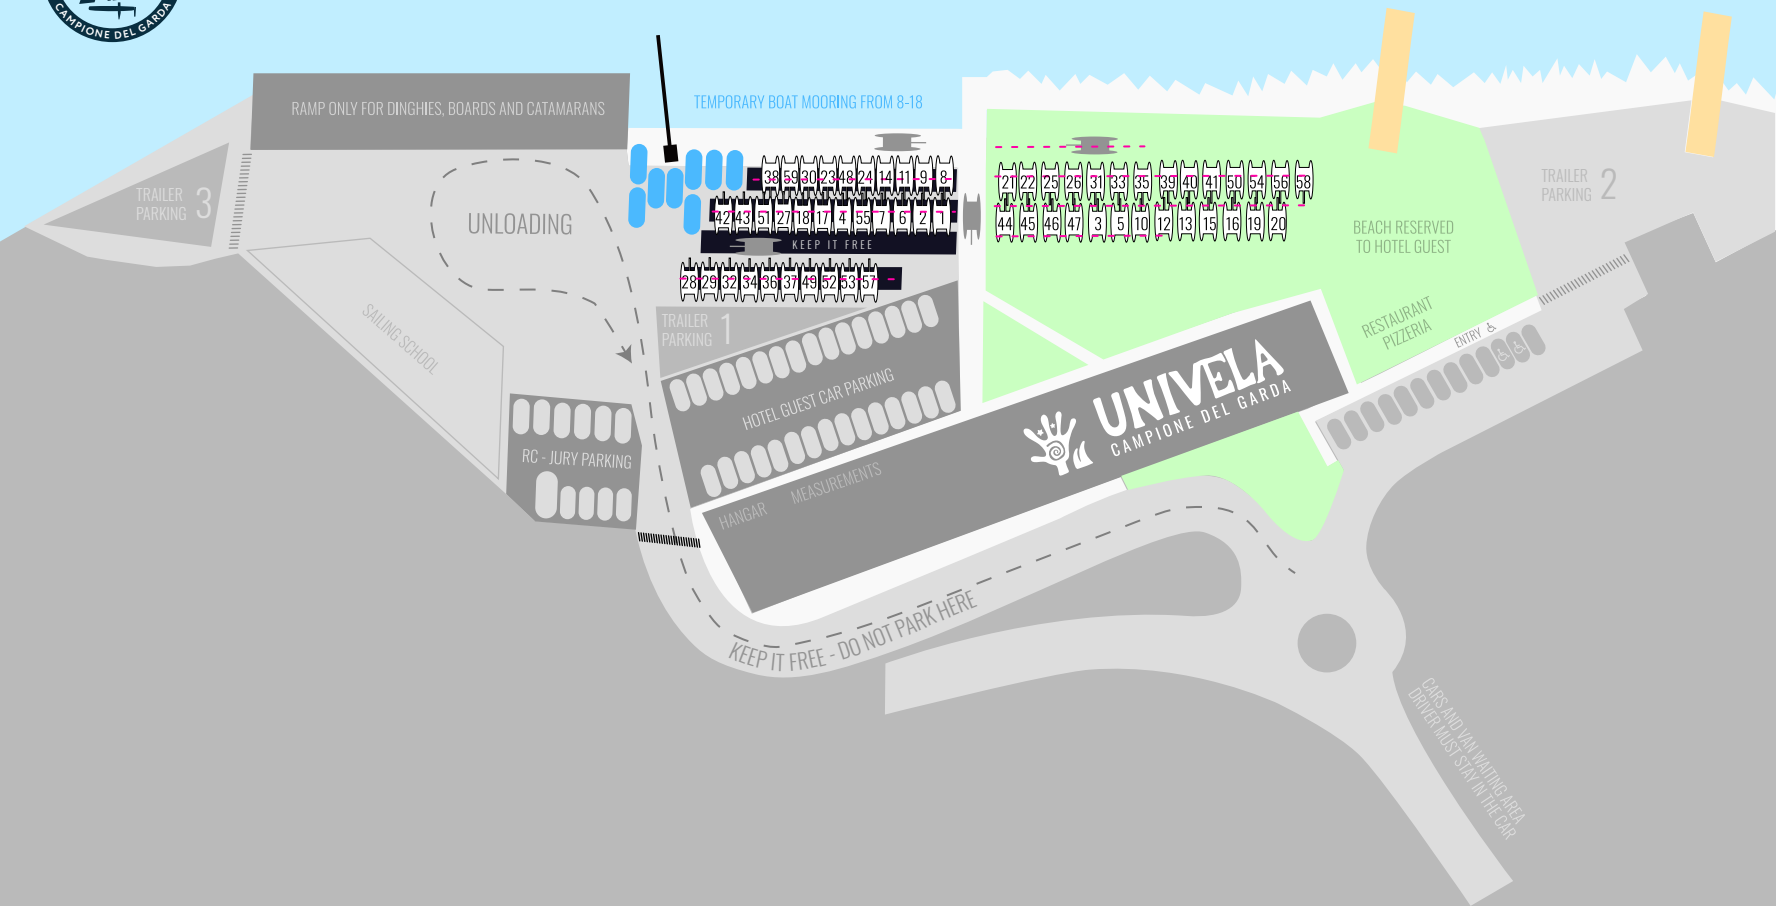 CAMPIONE DEL GARDA
RAMP ONLY FOR DINGHIES, BOARDS AND CATAMARANS
TEMPORARY BOAT MOORING FROM 8-18
TRAILER
PARKING 3
UNLOADING
38 59 30 23 48 24 14 11 9 8
42 43 51 27 18 17 4 55 7 6 2 1
KEEP IT FREE
28 29 32 34 36 37 49 52 53 57
21 22 25 26 31 33 35 39 40 41 50 54 56 58
44 45 46 47 3 5 10 12 13 15 16 19 20
TRAILER
PARKING 2
BEACH RESERVED
TO HOTEL GUEST
SAILING SCHOOL
TRAILER
PARKING 1
RESTAURANT
PIZZERIA
ENTRY
HOTEL GUEST CAR PARKING
UNIVELA
CAMPIONE DEL GARDA
RC - JURY PARKING
HANGAR
MEASUREMENTS
KEEP IT FREE - DO NOT PARK HERE
CARS AND VAN WAITING AREA
DRIVER MUST STAY IN THE CAR